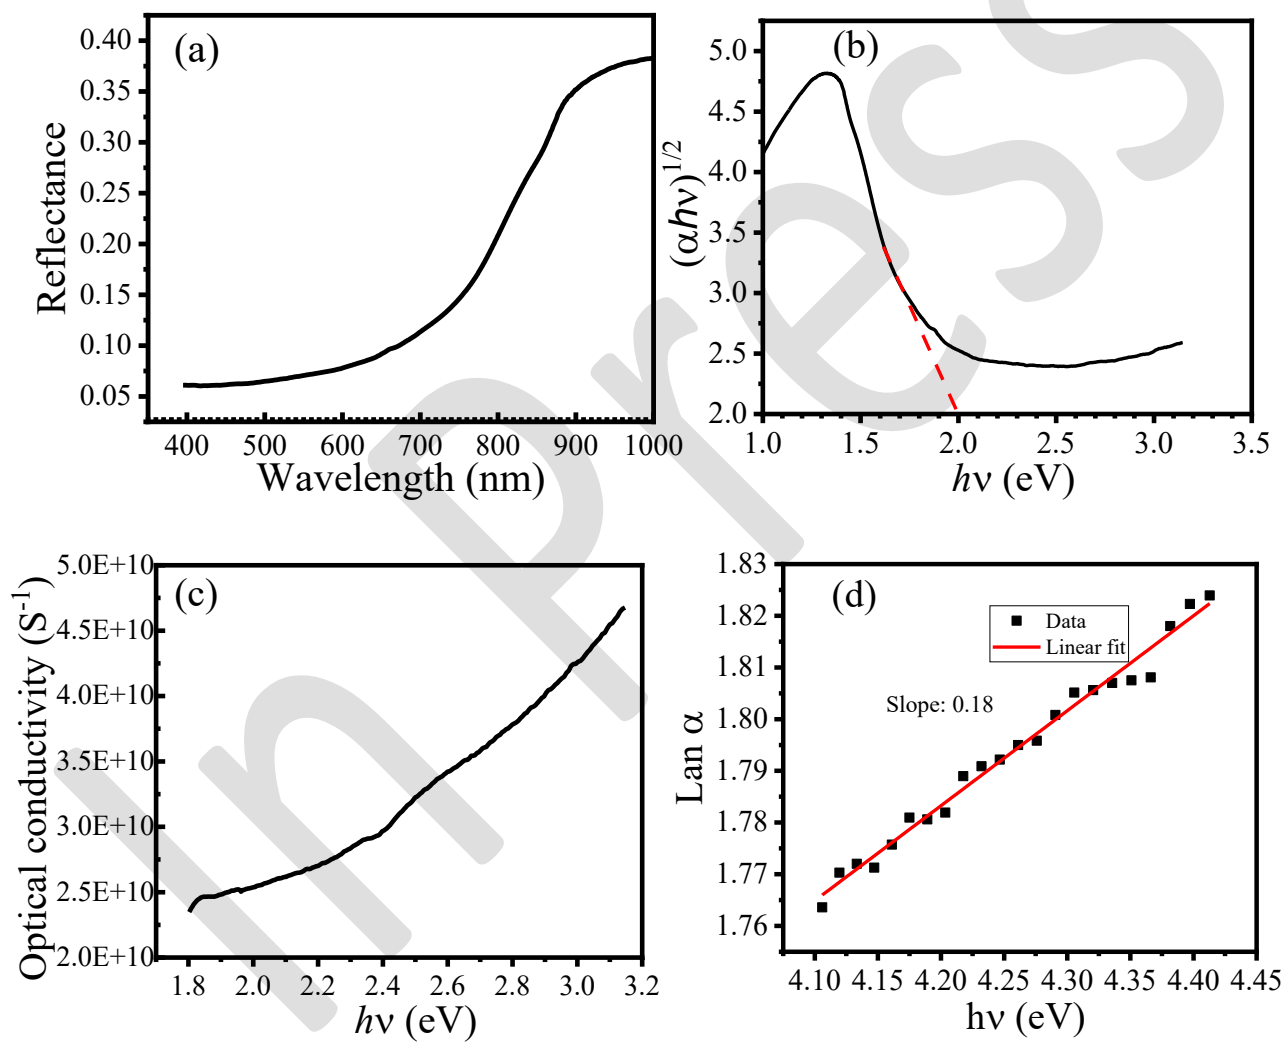 (a)
0.40
0.35
0.30
0.25
0.20
0.15
0.10
0.05
Reflectance
400 500 600 700 800 900 1000
Wavelength (nm)
(b)
5.0
4.5
4.0
3.5
3.0
2.5
2.0
(αhν)^1/2
1.0 1.5 2.0 2.5 3.0 3.5
hν (eV)
(c)
5.0E+10
4.5E+10
4.0E+10
3.5E+10
3.0E+10
2.5E+10
2.0E+10
Optical conductivity (S^-1)
1.8 2.0 2.2 2.4 2.6 2.8 3.0 3.2
hν (eV)
(d)
1.83
1.82
1.81
1.80
1.79
1.78
1.77
1.76
Lan α
Data
Linear fit
Slope: 0.18
4.10 4.15 4.20 4.25 4.30 4.35 4.40 4.45
hν (eV)
In Press